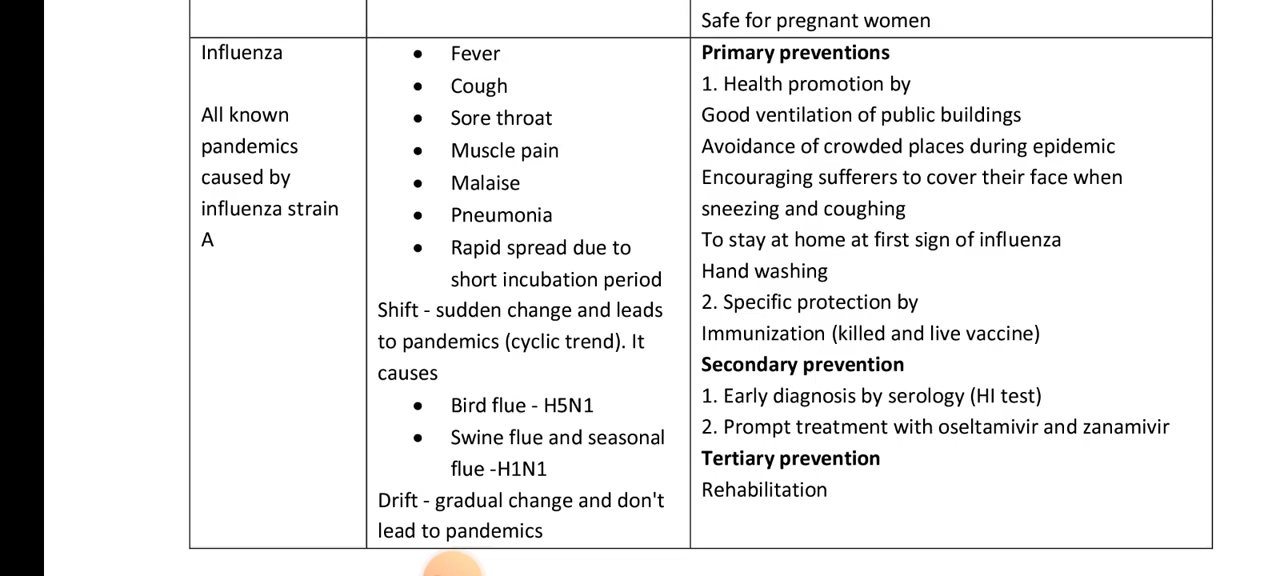 Safe for pregnant women
Influenza
All known
pandemics
caused by
influenza strain
A
• Fever
• Cough
• Sore throat
• Muscle pain
• Malaise
• Pneumonia
• Rapid spread due to
short incubation period
Shift - sudden change and leads
to pandemics (cyclic trend). It
causes
• Bird flue - H5N1
• Swine flue and seasonal
flue -H1N1
Drift - gradual change and don't
lead to pandemics
Primary preventions
1. Health promotion by
Good ventilation of public buildings
Avoidance of crowded places during epidemic
Encouraging sufferers to cover their face when
sneezing and coughing
To stay at home at first sign of influenza
Hand washing
2. Specific protection by
Immunization (killed and live vaccine)
Secondary prevention
1. Early diagnosis by serology (HI test)
2. Prompt treatment with oseltamivir and zanamivir
Tertiary prevention
Rehabilitation